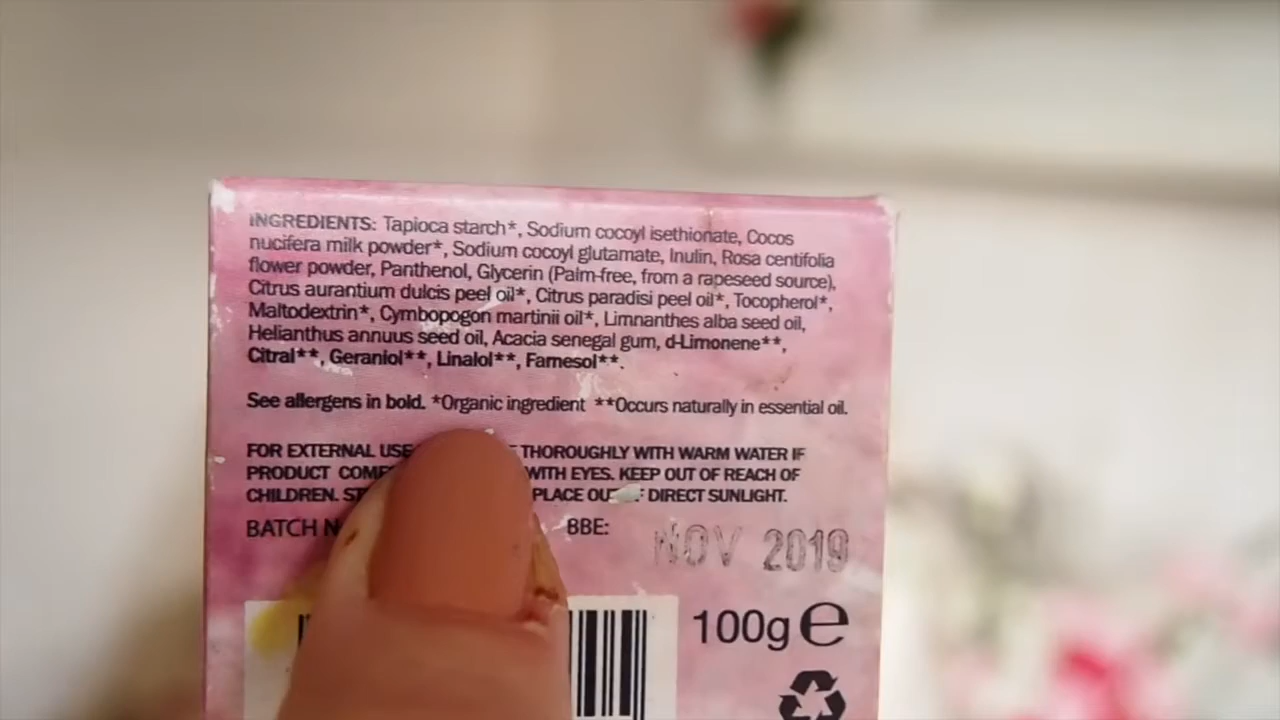 INGREDIENTS: Tapioca starch*, Sodium cocoyl isethionate, Cocos
nucifera milk powder*, Sodium cocoyl glutamate, Inulin, Rosa centifolia
flower powder, Panthenol, Glycerin (Palm-free, from a rapeseed source),
Citrus aurantium dulcis peel oil*, Citrus paradisi peel oil*, Tocopherol*,
Maltodextrin*, Cymbopogon martinii oil*, Limnanthes alba seed oil,
Helianthus annuus seed oil, Acacia senegal gum, d-Limonene**,
Citral**, Geraniol**, Linalol**, Farnesol**.
See allergens in bold. *Organic ingredient **Occurs naturally in essential oil.
FOR EXTERNAL USE THOROUGHLY WITH WARM WATER IF
PRODUCT WITH EYES. KEEP OUT OF REACH OF
CHILDREN. PLACE DIRECT SUNLIGHT.
BATCH BBE: NOV 2019
100g e